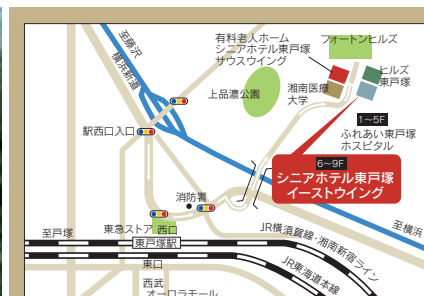 至藤沢
横浜新道
有料老人ホーム
シニアホテル東戸塚
サウスウイング
フォートンヒルズ
ヒルズ
東戸塚
上品濃公園
湘南医療
大学
1〜5F
ふれあい東戸塚
ホスピタル
駅西口入口
6〜9F
シニアホテル東戸塚
イーストウイング
消防署
至横浜
至戸塚
東急ストア
西口
東戸塚駅
東口
JR横須賀線・湘南新宿ライン
JR東海道本線
西武
オーロラモール